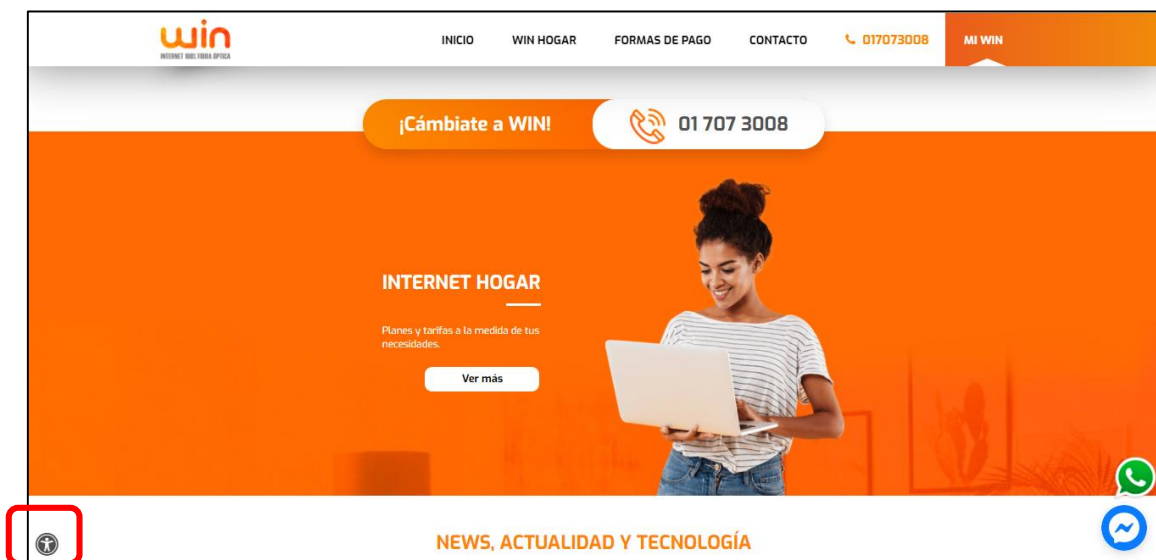 win
INTERNET 100% FIBRA ÓPTICA
INICIO WIN HOGAR FORMAS DE PAGO CONTACTO 017073008 MI WIN
¡Cámbiate a WIN! 01 707 3008
INTERNET HOGAR
Planes y tarifas a la medida de tus
necesidades.
Ver más
NEWS, ACTUALIDAD Y TECNOLOGÍA